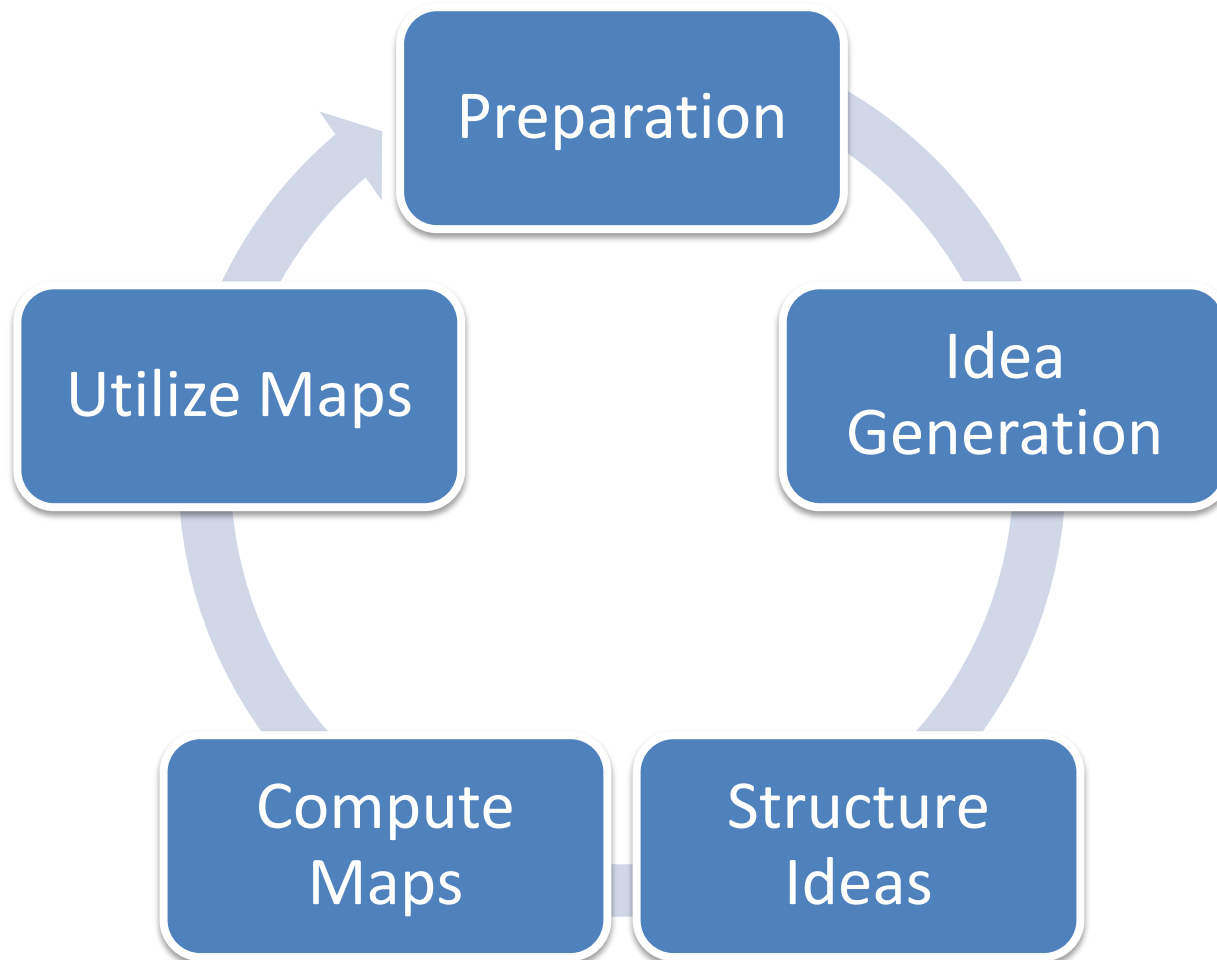 Preparation
Idea
Generation
Structure
Ideas
Compute
Maps
Utilize Maps